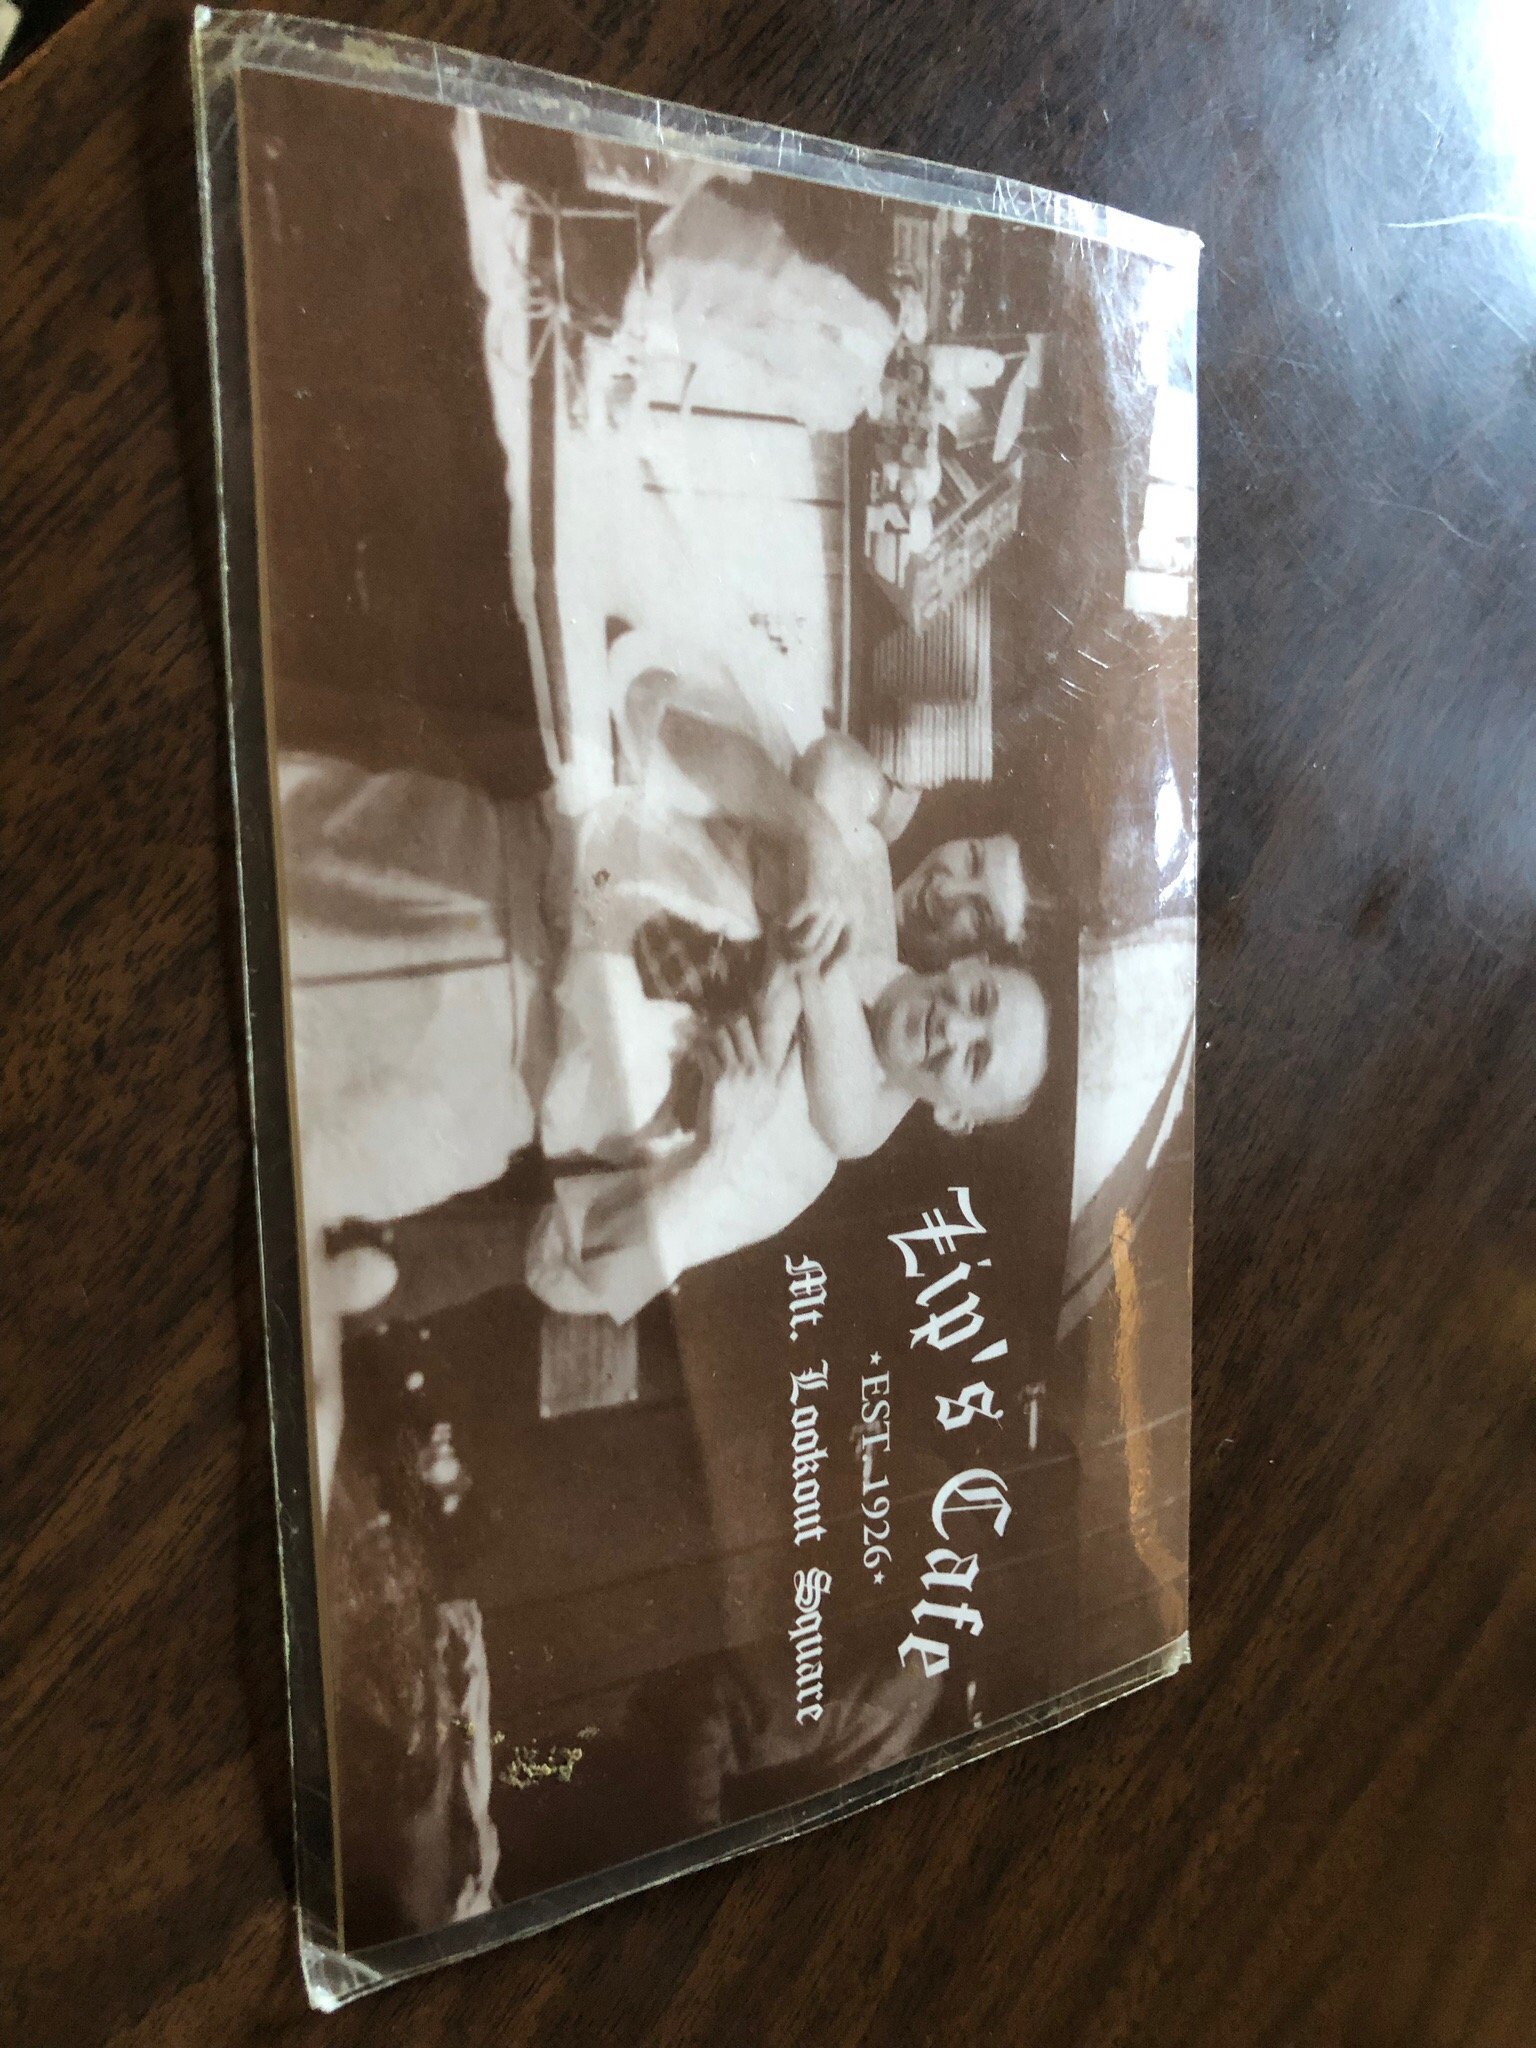 Zip's Cafe
*EST. 1926*
Mt. Lookout Square